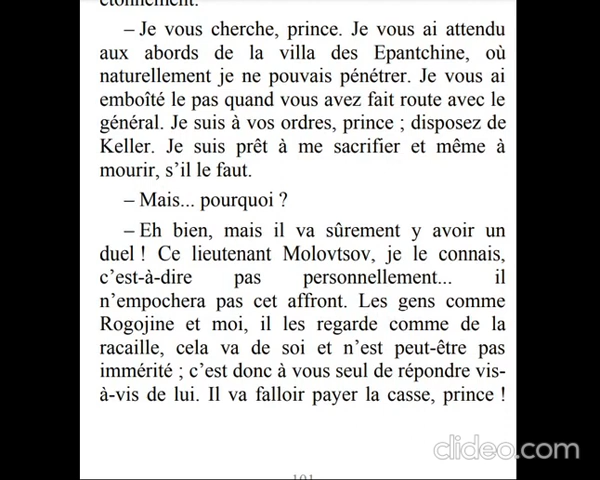 étonnement.
– Je vous cherche, prince. Je vous ai attendu
aux abords de la villa des Epantchine, où
naturellement je ne pouvais pénétrer. Je vous ai
emboîté le pas quand vous avez fait route avec le
général. Je suis à vos ordres, prince ; disposez de
Keller. Je suis prêt à me sacrifier et même à
mourir, s’il le faut.
– Mais... pourquoi ?
– Eh bien, mais il va sûrement y avoir un
duel ! Ce lieutenant Molovtsov, je le connais,
c’est-à-dire pas personnellement... il
n’empochera pas cet affront. Les gens comme
Rogojine et moi, il les regarde comme de la
racaille, cela va de soi et n’est peut-être pas
immérité ; c’est donc à vous seul de répondre vis-
à-vis de lui. Il va falloir payer la casse, prince !
clideo.com
101